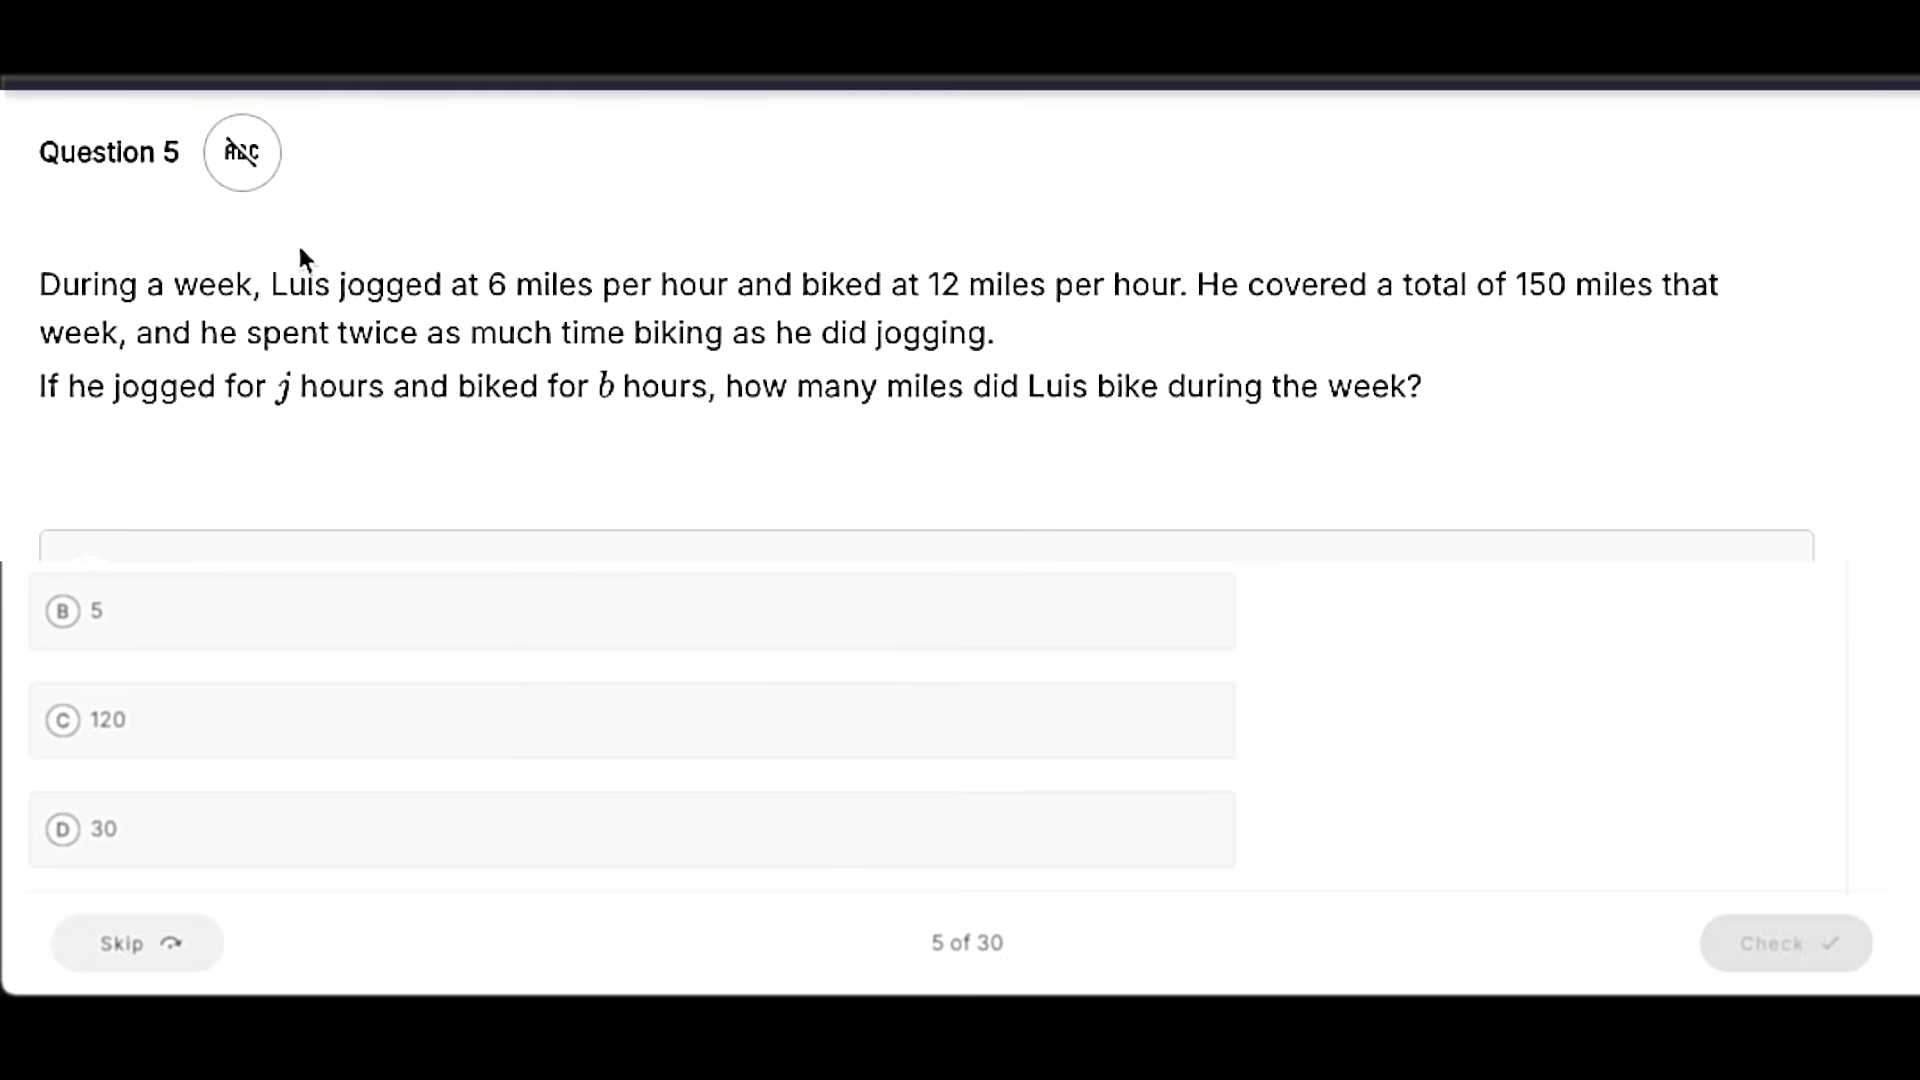 Question 5
ABC
During a week, Luis jogged at 6 miles per hour and biked at 12 miles per hour. He covered a total of 150 miles that
week, and he spent twice as much time biking as he did jogging.
If he jogged for j hours and biked for b hours, how many miles did Luis bike during the week?
B 5
C 120
D 30
Skip
5 of 30
Check